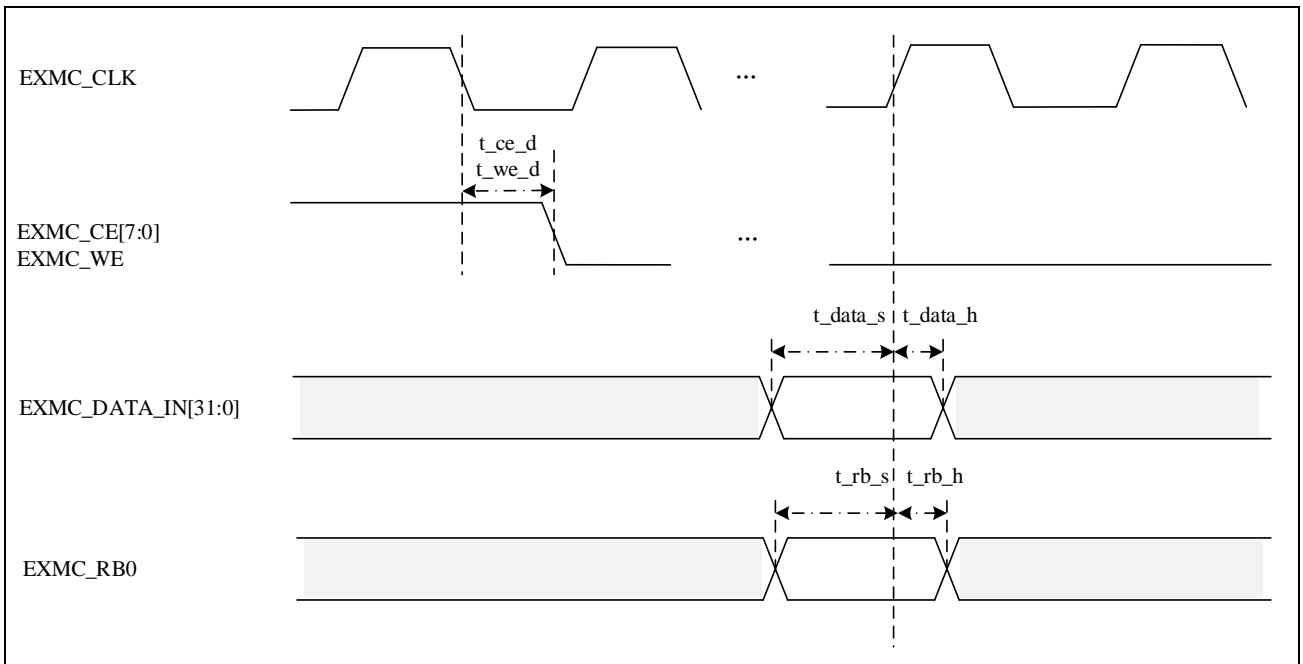 EXMC_CLK
...
t_ce_d
t_we_d
EXMC_CE[7:0]
EXMC_WE
...
t_data_s
t_data_h
EXMC_DATA_IN[31:0]
t_rb_s
t_rb_h
EXMC_RB0